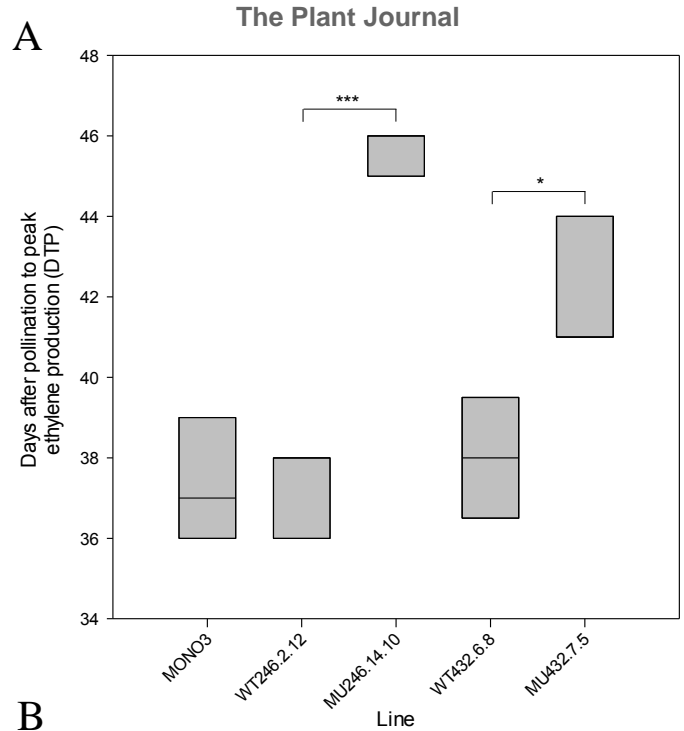 The Plant Journal
A
48
46
44
42
40
38
36
34
***
*
Days after pollination to peak
ethylene production (DTP)
MONO3
WT246.2.12
MU246.14.10
WT432.6.8
MU432.7.5
Line
B